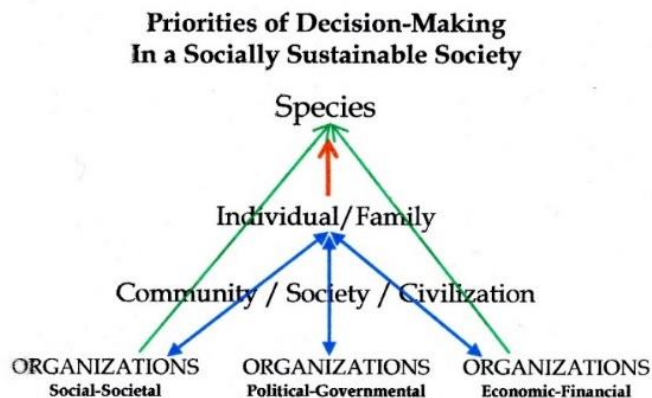 Priorities of Decision-Making
In a Socially Sustainable Society
Species
Individual/Family
Community / Society / Civilization
ORGANIZATIONS ORGANIZATIONS ORGANIZATIONS
Social-Societal Political-Governmental Economic-Financial